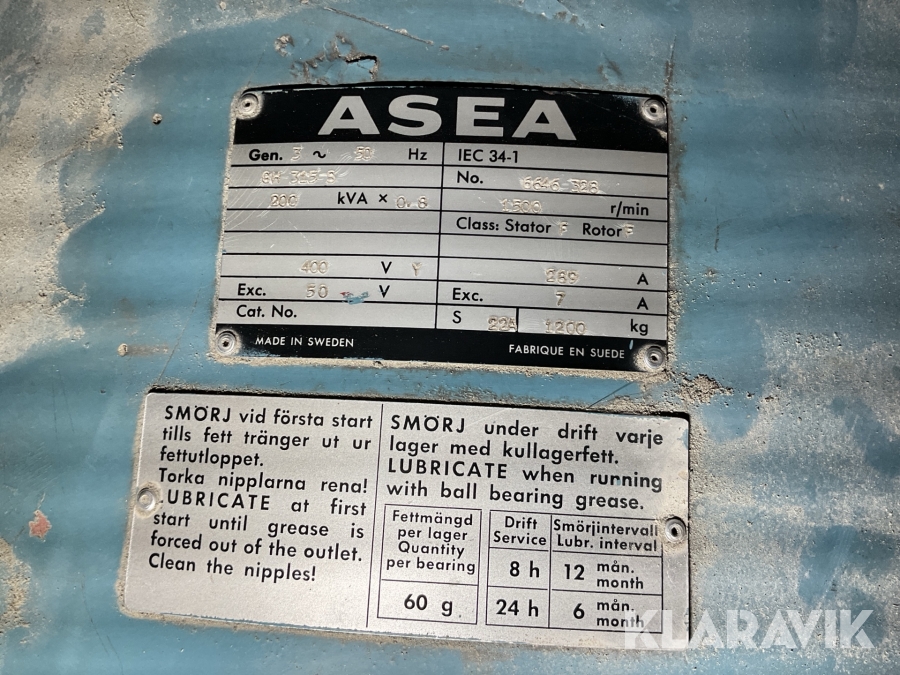 ASEA
Gen. 3 ~ 50 Hz
IEC 34-1
No. 6646 328
200 kVA × 0.8
1500 r/min
Class: Stator F Rotor F
400 V Y
269 A
Exc. 50 V
Exc. 7 A
Cat. No.
S 1200 kg
MADE IN SWEDEN
FABRIQUE EN SUEDE
SMÖRJ vid första start
tills fett tränger ut ur
fettutloppet.
Torka nipplarna rena!
LUBRICATE at first
start until grease is
forced out of the outlet.
Clean the nipples!
SMÖRJ under drift varje
lager med kullagerfett.
LUBRICATE when running
with ball bearing grease.
Fettmängd
per lager
Quantity
per bearing
60 g
Drift
Service
Smörjintervall
Lubr. interval
8 h
12 mån.
month
24 h
6 mån.
month
KLARAVIK